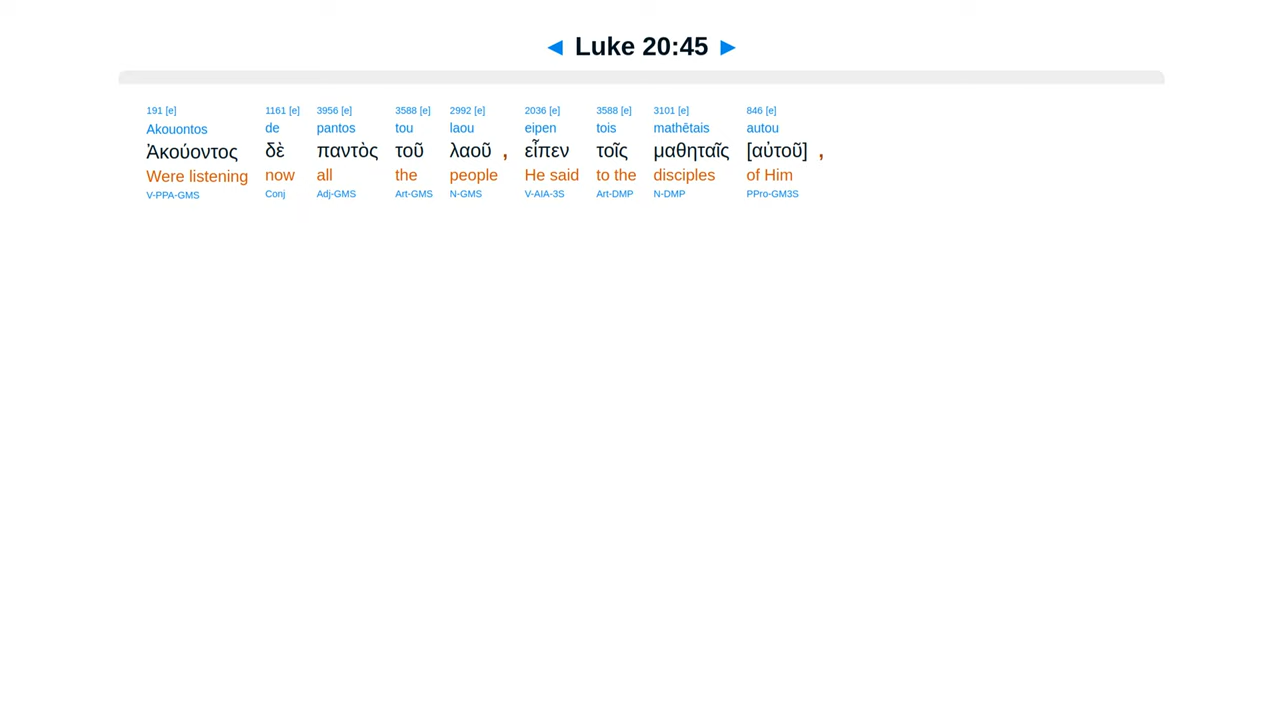 ◄ Luke 20:45 ►
191 [e] 1161 [e] 3956 [e] 3588 [e] 2992 [e] 2036 [e] 3588 [e] 3101 [e] 846 [e]
Akouontos de pantos tou laou eipen tois mathētais autou
Ἀκούοντος δὲ παντὸς τοῦ λαοῦ , εἶπεν τοῖς μαθηταῖς [αὐτοῦ] ,
Were listening now all the people He said to the disciples of Him
V-PPA-GMS Conj Adj-GMS Art-GMS N-GMS V-AIA-3S Art-DMP N-DMP PPro-GM3S